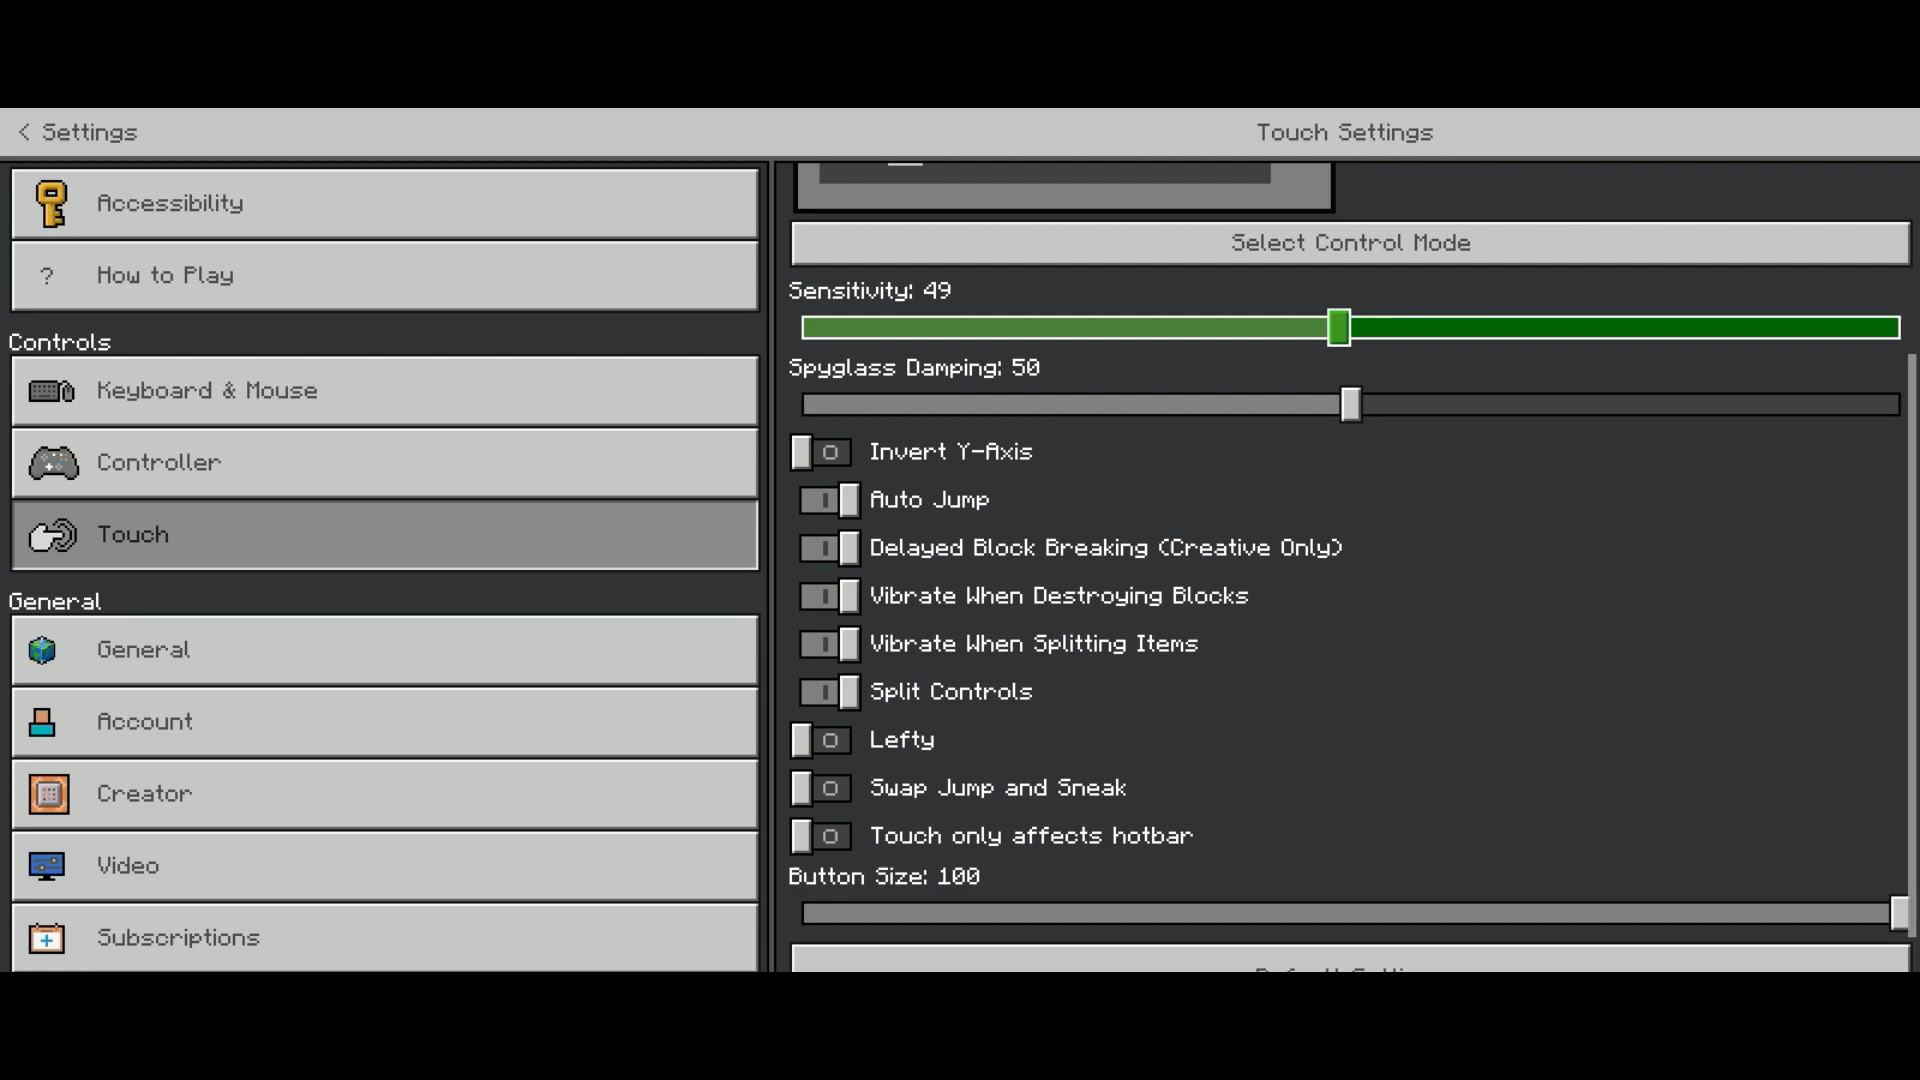 < Settings
Touch Settings
Accessibility
? How to Play
Controls
Keyboard & Mouse
Controller
Touch
General
General
Account
Creator
Video
Subscriptions
Select Control Mode
Sensitivity: 49
Spyglass Damping: 50
Invert Y-Axis
Auto Jump
Delayed Block Breaking (Creative Only)
Vibrate When Destroying Blocks
Vibrate When Splitting Items
Split Controls
Lefty
Swap Jump and Sneak
Touch only affects hotbar
Button Size: 100